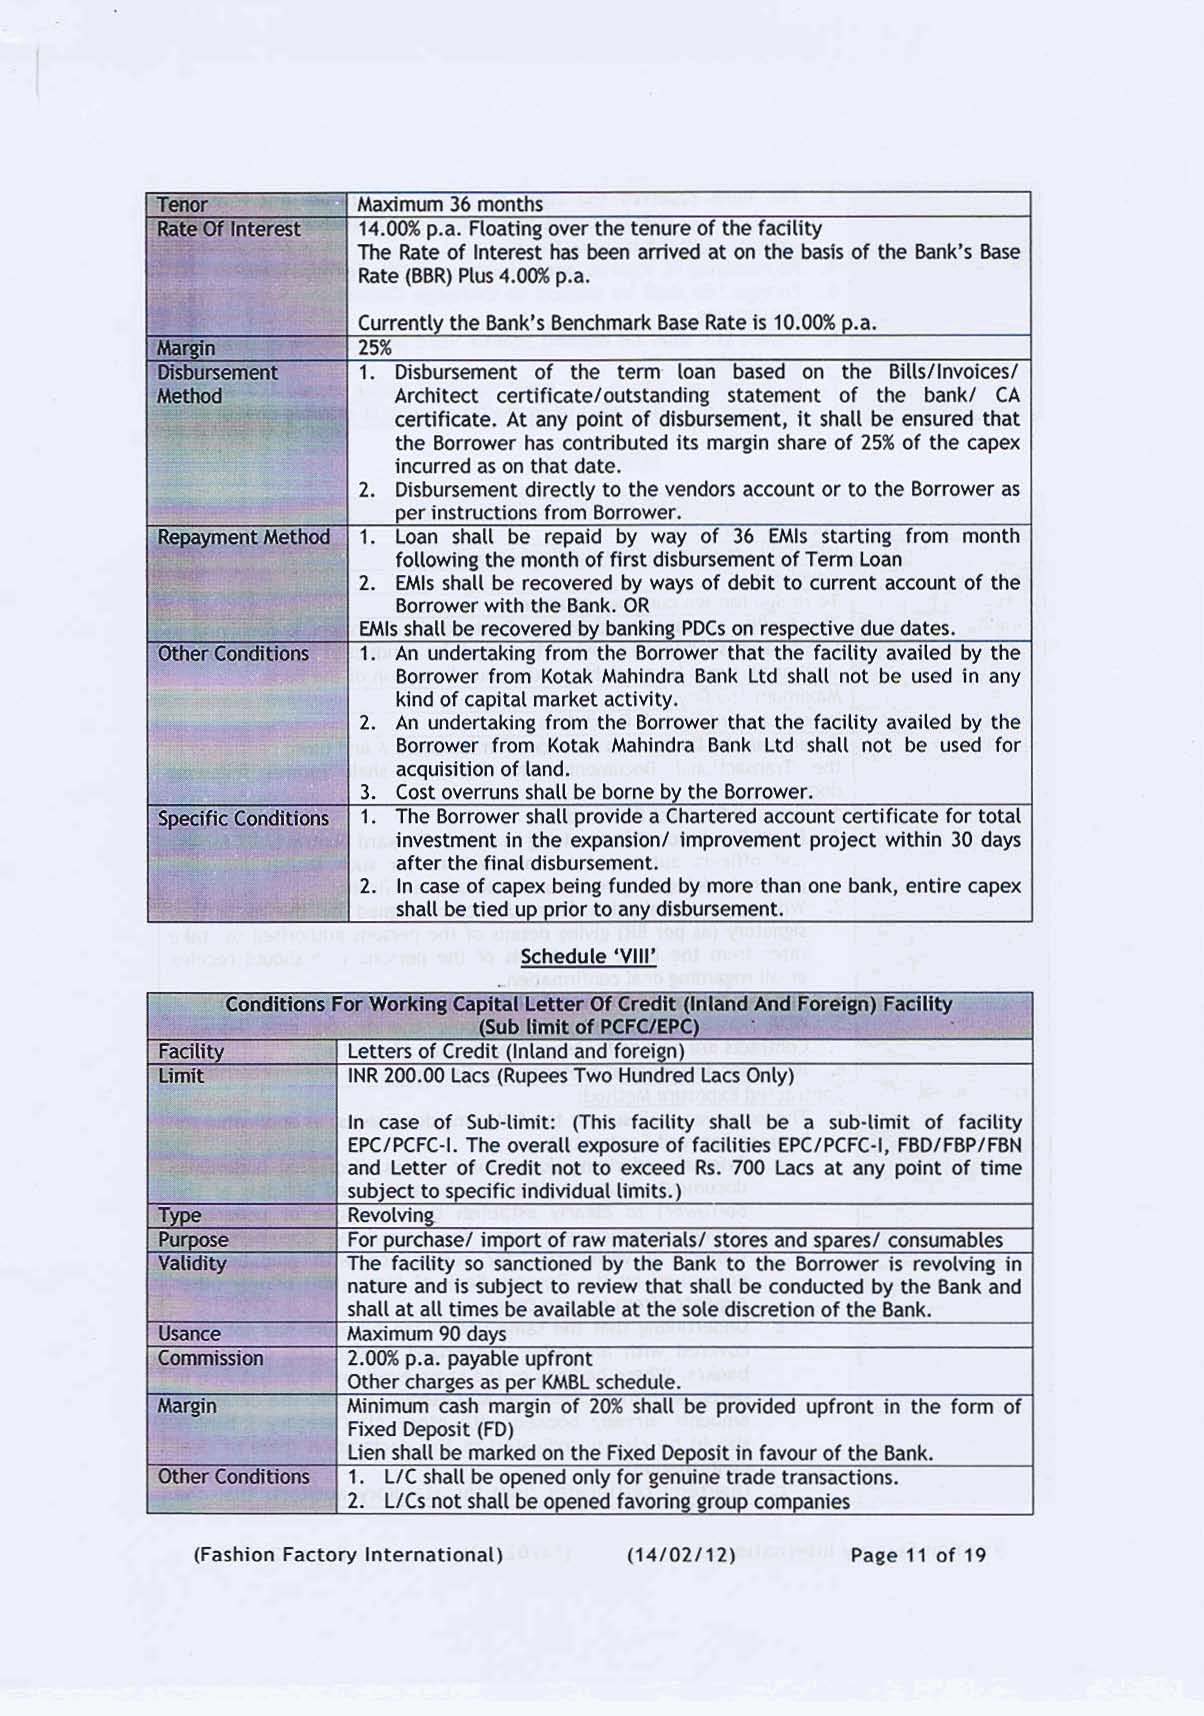 Tenor Maximum 36 months
Rate Of Interest 14.00% p.a. Floating over the tenure of the facility
The Rate of Interest has been arrived at on the basis of the Bank's Base
Rate (BBR) Plus 4.00% p.a.
Currently the Bank's Benchmark Base Rate is 10.00% p.a.
Margin 25%
Disbursement 1. Disbursement of the term loan based on the Bills/Invoices/
Method Architect certificate/outstanding statement of the bank/ CA
certificate. At any point of disbursement, it shall be ensured that
the Borrower has contributed its margin share of 25% of the capex
incurred as on that date.
2. Disbursement directly to the vendors account or to the Borrower as
per instructions from Borrower.
Repayment Method 1. Loan shall be repaid by way of 36 EMIs starting from month
following the month of first disbursement of Term Loan
2. EMIs shall be recovered by ways of debit to current account of the
Borrower with the Bank. OR
EMIs shall be recovered by banking PDCs on respective due dates.
Other Conditions 1. An undertaking from the Borrower that the facility availed by the
Borrower from Kotak Mahindra Bank Ltd shall not be used in any
kind of capital market activity.
2. An undertaking from the Borrower that the facility availed by the
Borrower from Kotak Mahindra Bank Ltd shall not be used for
acquisition of land.
3. Cost overruns shall be borne by the Borrower.
Specific Conditions 1. The Borrower shall provide a Chartered account certificate for total
investment in the expansion/ improvement project within 30 days
after the final disbursement.
2. In case of capex being funded by more than one bank, entire capex
shall be tied up prior to any disbursement.
Schedule 'VIII'
Conditions For Working Capital Letter Of Credit (Inland And Foreign) Facility
(Sub limit of PCFC/EPC)
Facility Letters of Credit (Inland and foreign)
Limit INR 200.00 Lacs (Rupees Two Hundred Lacs Only)
In case of Sub-limit: (This facility shall be a sub-limit of facility
EPC/PCFC-I. The overall exposure of facilities EPC/PCFC-I, FBD/FBP/FBN
and Letter of Credit not to exceed Rs. 700 Lacs at any point of time
subject to specific individual limits.)
Type Revolving
Purpose For purchase/ import of raw materials/ stores and spares/ consumables
Validity The facility so sanctioned by the Bank to the Borrower is revolving in
nature and is subject to review that shall be conducted by the Bank and
shall at all times be available at the sole discretion of the Bank.
Usance Maximum 90 days
Commission 2.00% p.a. payable upfront
Other charges as per KMBL schedule.
Margin Minimum cash margin of 20% shall be provided upfront in the form of
Fixed Deposit (FD)
Lien shall be marked on the Fixed Deposit in favour of the Bank.
Other Conditions 1. L/C shall be opened only for genuine trade transactions.
2. L/Cs not shall be opened favoring group companies
(Fashion Factory International) (14/02/12) Page 11 of 19